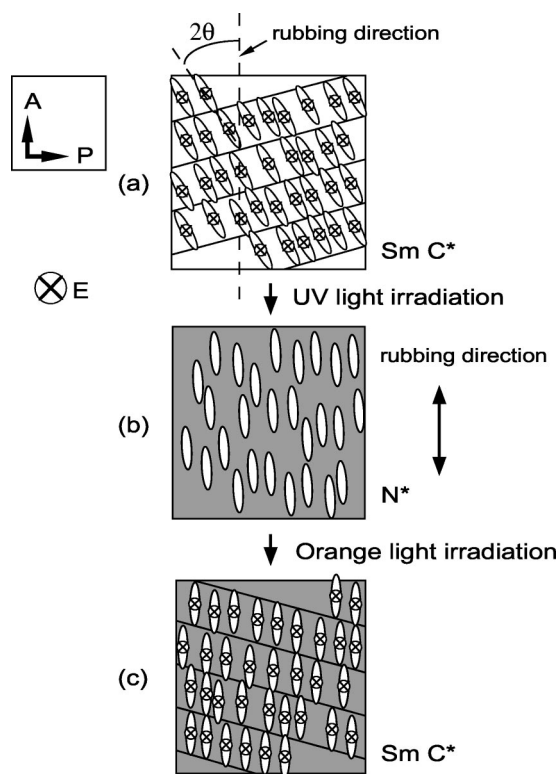 2θ
rubbing direction
A
P
(a)
Sm C*
E
UV light irradiation
rubbing direction
(b)
N*
Orange light irradiation
(c)
Sm C*